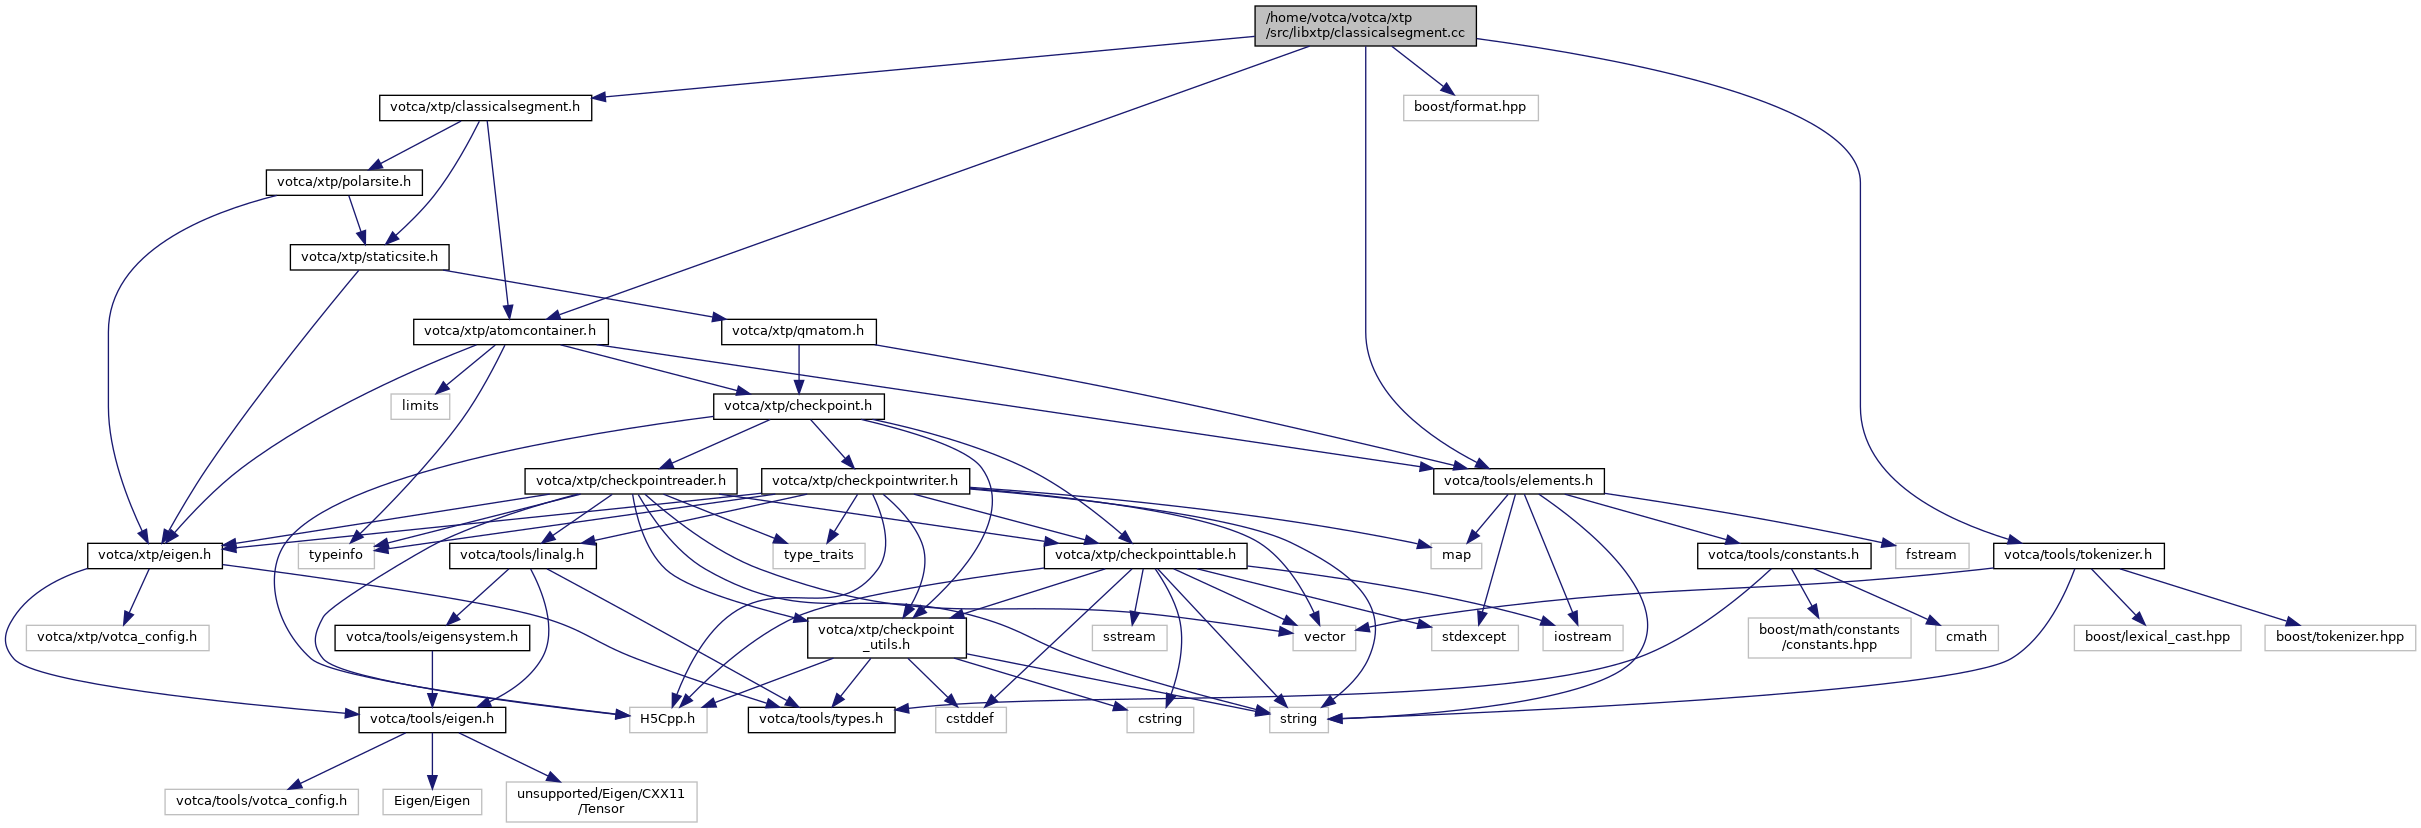 /home/votca/votca/xtp
/src/libxtp/classicalsegment.cc
votca/xtp/classicalsegment.h
boost/format.hpp
votca/xtp/polarsite.h
votca/xtp/staticsite.h
votca/xtp/atomcontainer.h
votca/xtp/qmatom.h
limits
votca/xtp/checkpoint.h
votca/xtp/checkpointreader.h
votca/xtp/checkpointwriter.h
votca/tools/elements.h
votca/xtp/eigen.h
typeinfo
votca/tools/linalg.h
type_traits
votca/xtp/checkpointtable.h
map
votca/tools/constants.h
fstream
votca/tools/tokenizer.h
votca/xtp/votca_config.h
votca/tools/eigensystem.h
votca/xtp/checkpoint
_utils.h
sstream
vector
stdexcept
iostream
boost/math/constants
/constants.hpp
cmath
boost/lexical_cast.hpp
boost/tokenizer.hpp
votca/tools/eigen.h
H5Cpp.h
votca/tools/types.h
cstddef
cstring
string
votca/tools/votca_config.h
Eigen/Eigen
unsupported/Eigen/CXX11
/Tensor